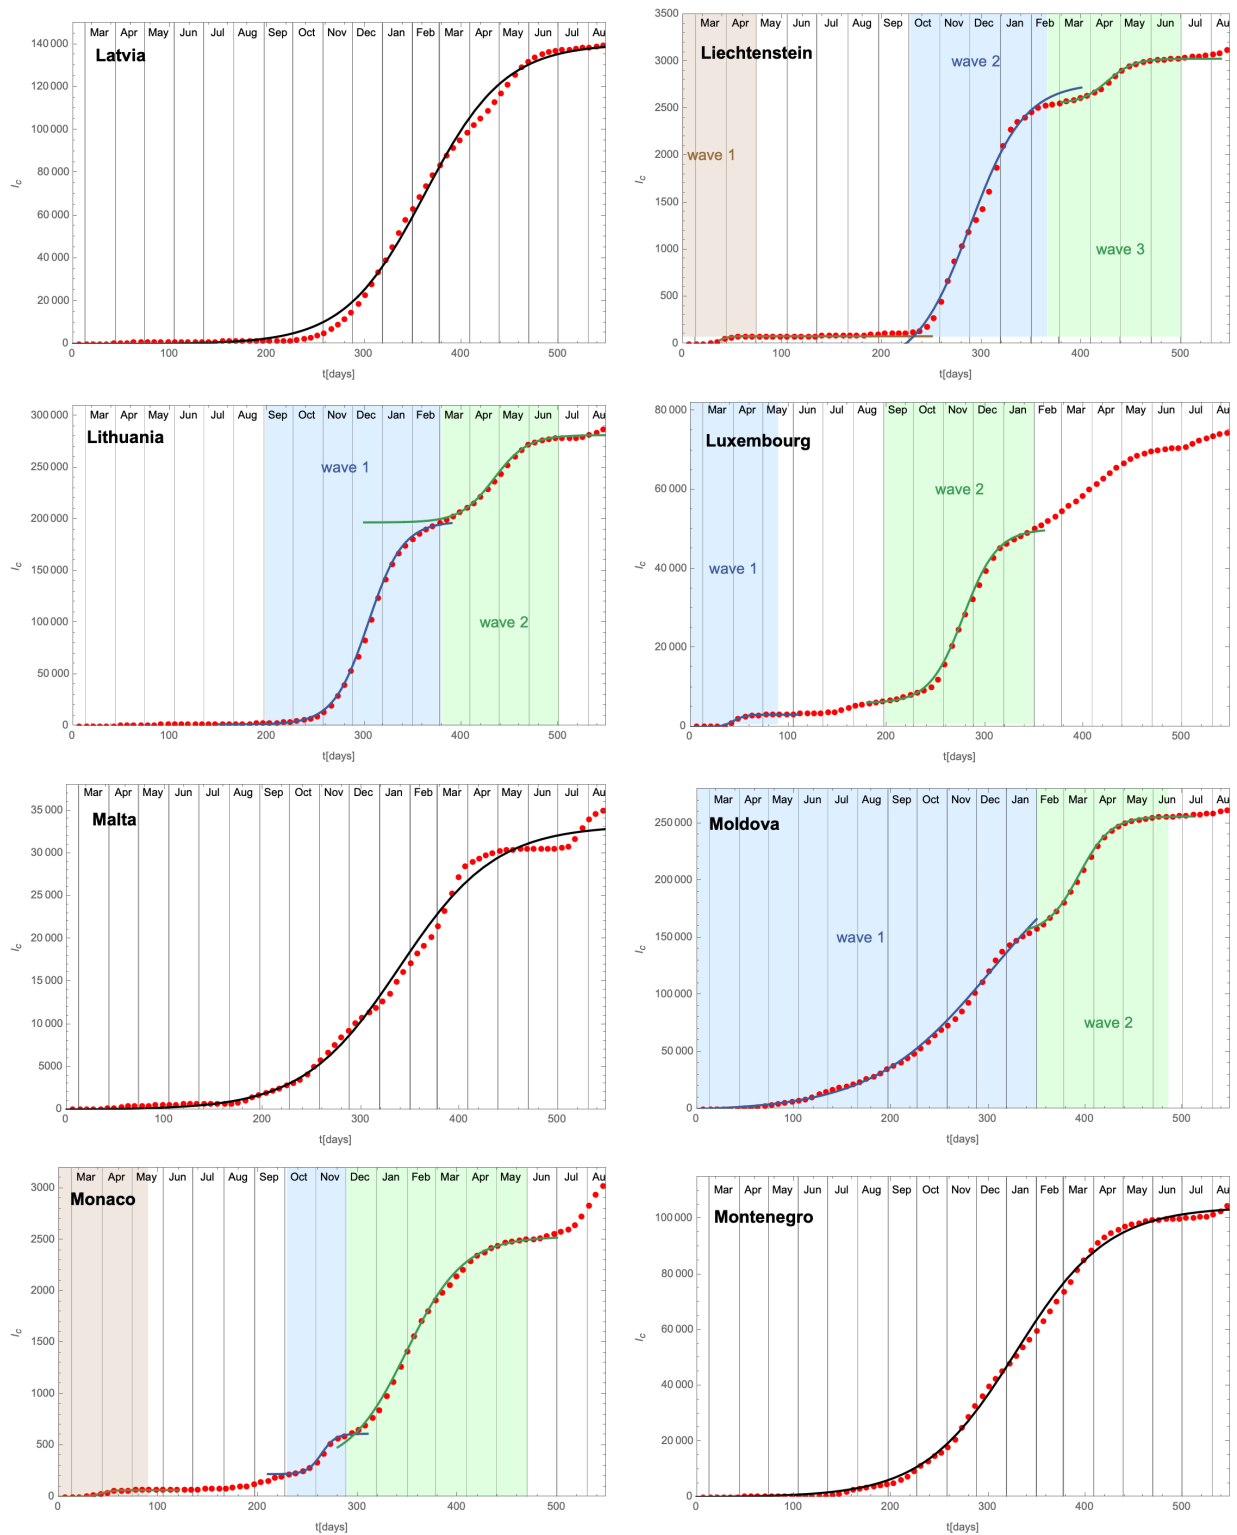 Mar Apr May Jun Jul Aug Sep Oct Nov Dec Jan Feb Mar Apr May Jun Jul Au
Latvia
140 000
120 000
100 000
80 000
60 000
40 000
20 000
0
I_c
0 100 200 300 400 500
t[days]
Mar Apr May Jun Jul Aug Sep Oct Nov Dec Jan Feb Mar Apr May Jun Jul Au
Liechtenstein
wave 2
wave 1
wave 3
3500
3000
2500
2000
1500
1000
500
0
I_c
0 100 200 300 400 500
t[days]
Mar Apr May Jun Jul Aug Sep Oct Nov Dec Jan Feb Mar Apr May Jun Jul Au
Lithuania
wave 1
wave 2
300 000
250 000
200 000
150 000
100 000
50 000
0
I_c
0 100 200 300 400 500
t[days]
Mar Apr May Jun Jul Aug Sep Oct Nov Dec Jan Feb Mar Apr May Jun Jul Au
Luxembourg
wave 2
wave 1
80 000
60 000
40 000
20 000
0
I_c
0 100 200 300 400 500
t[days]
Mar Apr May Jun Jul Aug Sep Oct Nov Dec Jan Feb Mar Apr May Jun Jul Au
Malta
35 000
30 000
25 000
20 000
15 000
10 000
5000
0
I_c
0 100 200 300 400 500
t[days]
Mar Apr May Jun Jul Aug Sep Oct Nov Dec Jan Feb Mar Apr May Jun Jul Au
Moldova
wave 1
wave 2
250 000
200 000
150 000
100 000
50 000
0
I_c
0 100 200 300 400 500
t[days]
Mar Apr May Jun Jul Aug Sep Oct Nov Dec Jan Feb Mar Apr May Jun Jul Au
Monaco
3000
2500
2000
1500
1000
500
0
I_c
0 100 200 300 400 500
t[days]
Mar Apr May Jun Jul Aug Sep Oct Nov Dec Jan Feb Mar Apr May Jun Jul Au
Montenegro
100 000
80 000
60 000
40 000
20 000
0
I_c
0 100 200 300 400 500
t[days]